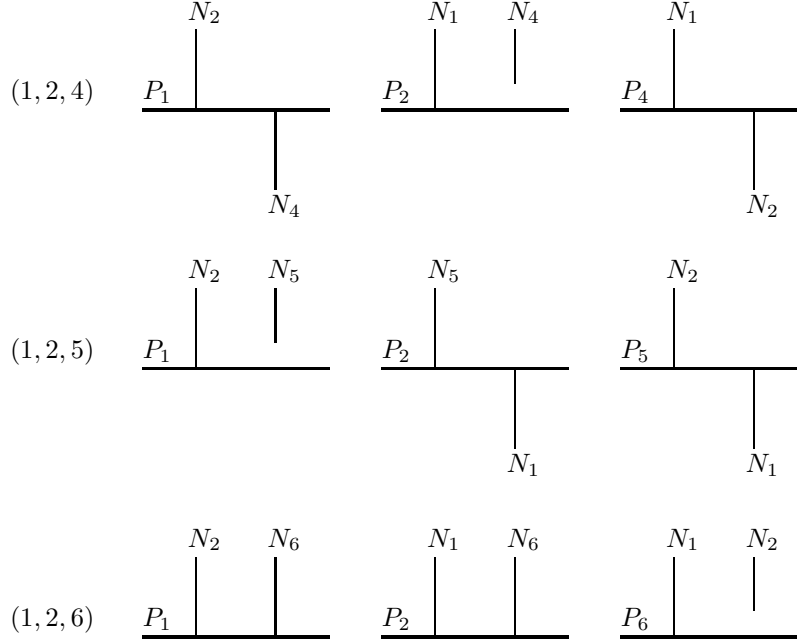 N₂ N₁ N₄ N₁
(1, 2, 4) P₁ P₂ P₄
N₄ N₂
N₂ N₅ N₅ N₂
(1, 2, 5) P₁ P₂ P₅
N₁ N₁
N₂ N₆ N₁ N₆ N₁ N₂
(1, 2, 6) P₁ P₂ P₆